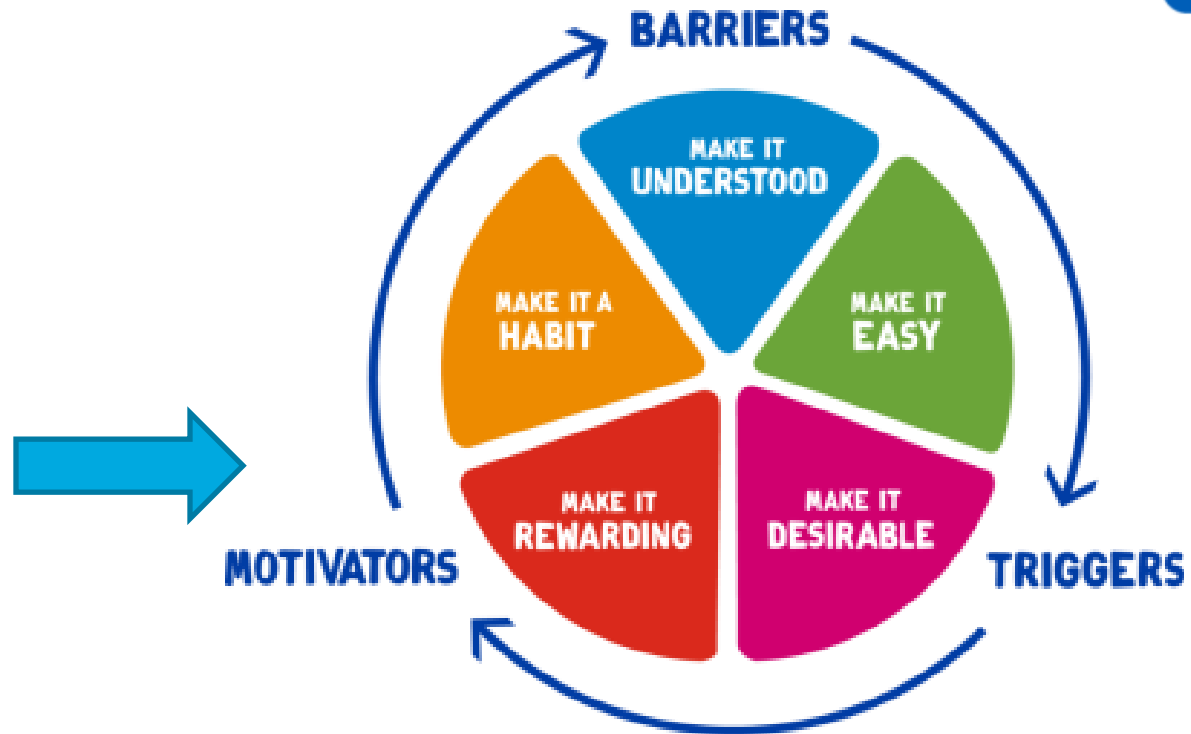 BARRIERS
MAKE IT
UNDERSTOOD
MAKE IT A
HABIT
MAKE IT
EASY
MAKE IT
REWARDING
MAKE IT
DESIRABLE
MOTIVATORS
TRIGGERS